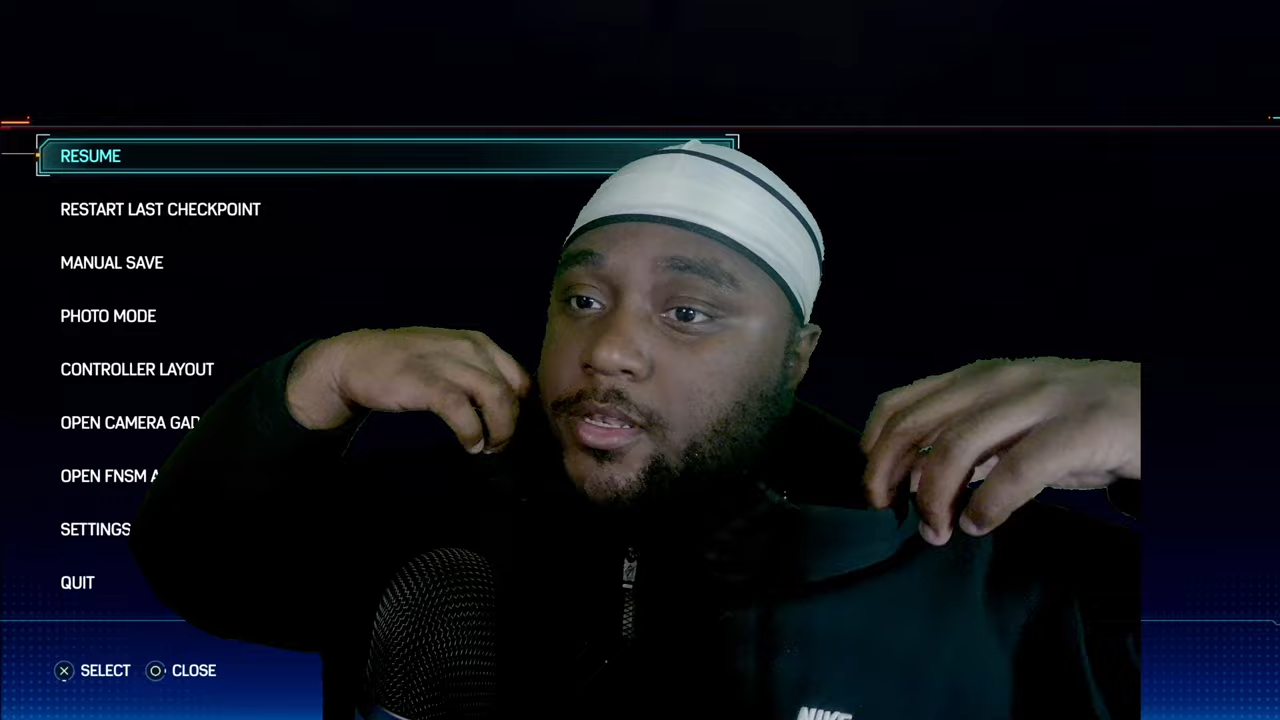 RESUME
RESTART LAST CHECKPOINT
MANUAL SAVE
PHOTO MODE
CONTROLLER LAYOUT
OPEN CAMERA GAD
OPEN FNSM A
SETTINGS
QUIT
SELECT CLOSE
NIKE